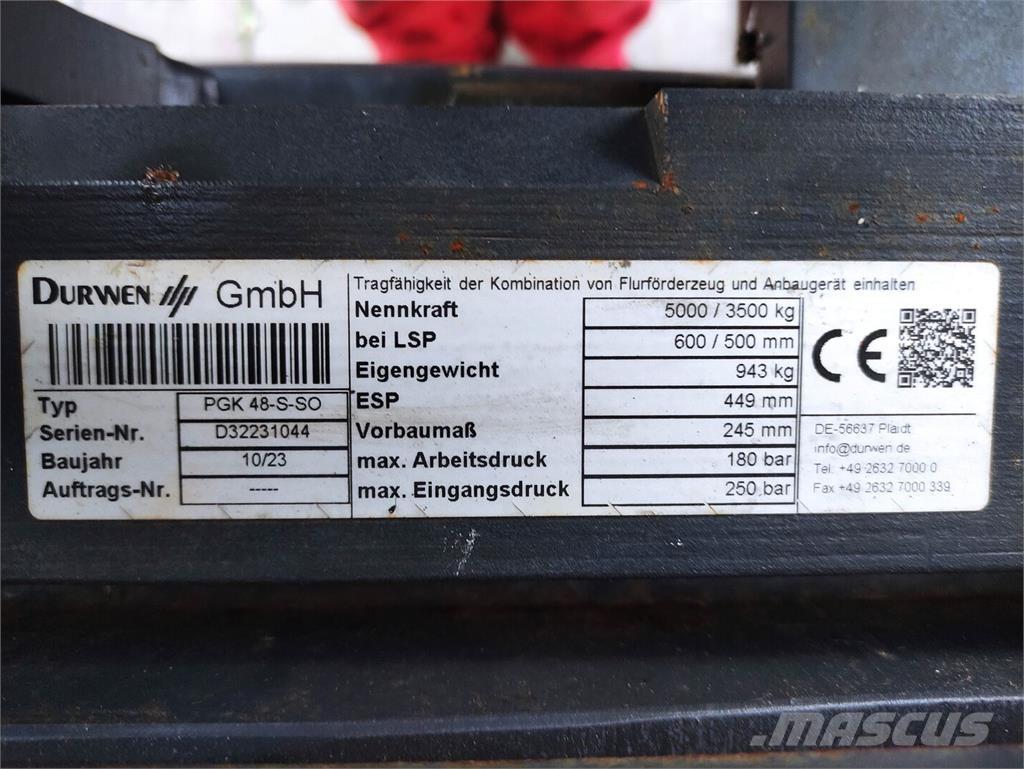 DURWEN GmbH
Typ PGK 48-S-SO
Serien-Nr. D32231044
Baujahr 10/23
Auftrags-Nr. -----
Tragfähigkeit der Kombination von Flurförderzeug und Anbaugerät einhalten
Nennkraft 5000 / 3500 kg
bei LSP 600 / 500 mm
Eigengewicht 943 kg
ESP 449 mm
Vorbaumaß 245 mm
max. Arbeitsdruck 180 bar
max. Eingangsdruck 250 bar
CE
DE-56637 Plaidt
info@durwen.de
Tel. +49 2632 7000 0
Fax +49 2632 7000 339
MASCUS